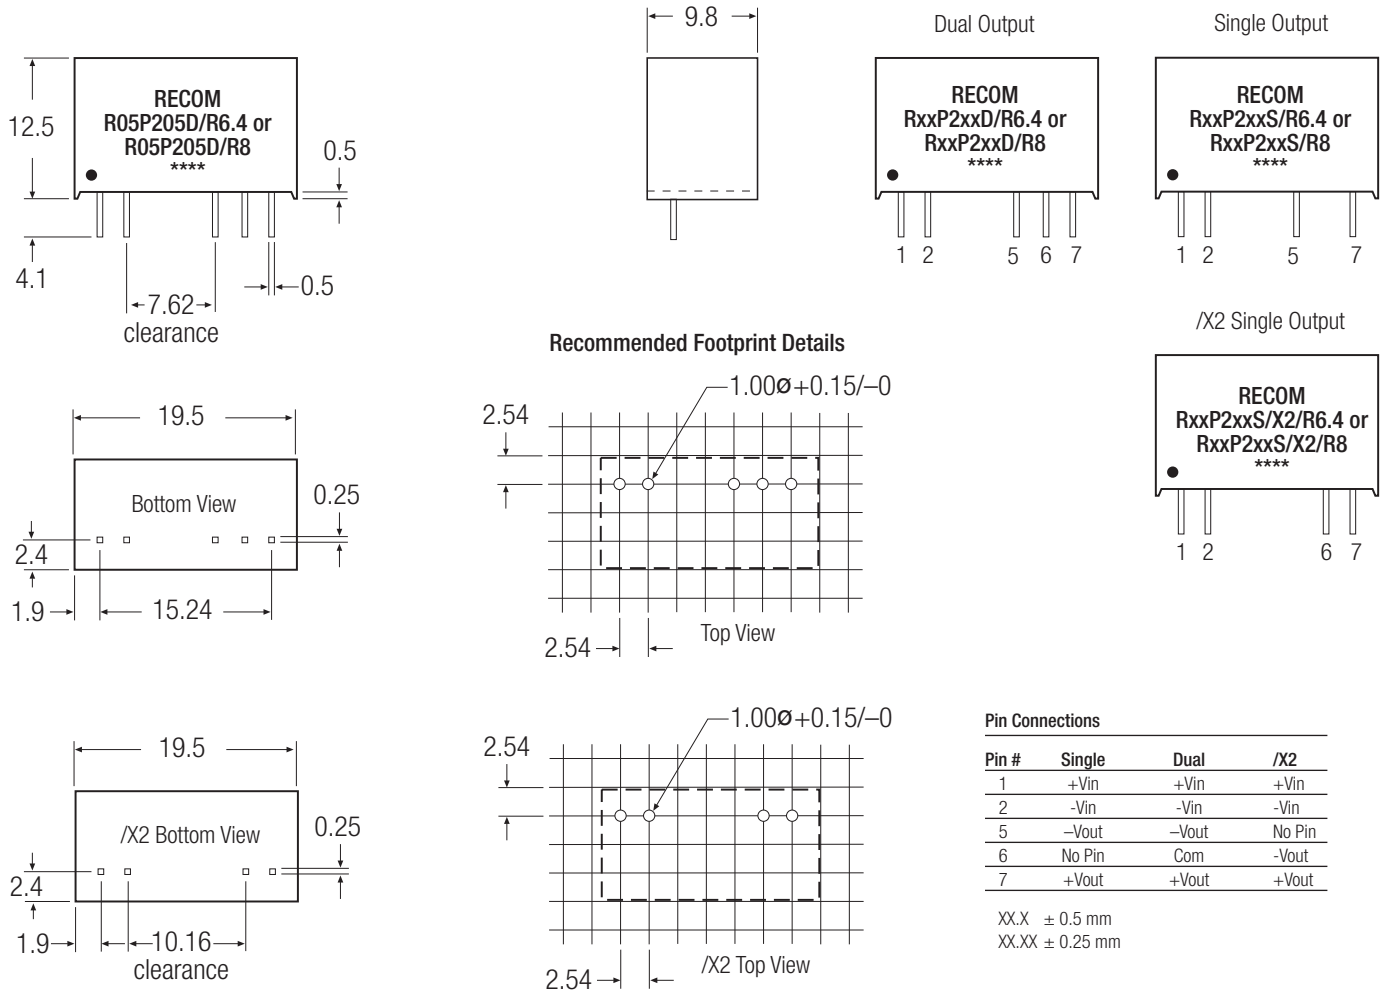 9.8
Dual Output
Single Output
RECOM
R05P205D/R6.4 or
R05P205D/R8
****
12.5
0.5
4.1
0.5
7.62
clearance
RECOM
RxxP2xxD/R6.4 or
RxxP2xxD/R8
****
1 2 5 6 7
RECOM
RxxP2xxS/R6.4 or
RxxP2xxS/R8
****
1 2 5 7
/X2 Single Output
RECOM
RxxP2xxS/X2/R6.4 or
RxxP2xxS/X2/R8
****
1 2 6 7
Recommended Footprint Details
1.00ø+0.15/–0
2.54
2.54
Top View
19.5
Bottom View
0.25
2.4
1.9
15.24
19.5
/X2 Bottom View
0.25
2.4
1.9
10.16
clearance
1.00ø+0.15/–0
2.54
2.54
/X2 Top View
Pin Connections
Pin # Single Dual /X2
1 +Vin +Vin +Vin
2 -Vin -Vin -Vin
5 –Vout –Vout No Pin
6 No Pin Com -Vout
7 +Vout +Vout +Vout
XX.X ± 0.5 mm
XX.XX ± 0.25 mm